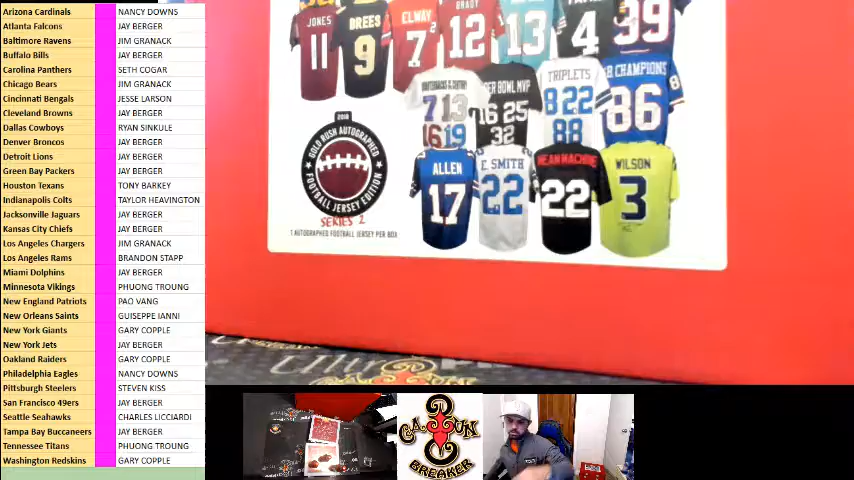 Arizona Cardinals NANCY DOWNS
Atlanta Falcons JAY BERGER
Baltimore Ravens JIM GRANACK
Buffalo Bills JAY BERGER
Carolina Panthers SETH COGAR
Chicago Bears JIM GRANACK
Cincinnati Bengals JESSE LARSON
Cleveland Browns JAY BERGER
Dallas Cowboys RYAN SINKULE
Denver Broncos JAY BERGER
Detroit Lions JAY BERGER
Green Bay Packers JAY BERGER
Houston Texans TONY BARKEY
Indianapolis Colts TAYLOR HEAVINGTON
Jacksonville Jaguars JAY BERGER
Kansas City Chiefs JAY BERGER
Los Angeles Chargers JIM GRANACK
Los Angeles Rams BRANDON STAPP
Miami Dolphins JAY BERGER
Minnesota Vikings PHUONG TROUNG
New England Patriots PAO VANG
New Orleans Saints GUISEPPE IANNI
New York Giants GARY COPPLE
New York Jets JAY BERGER
Oakland Raiders GARY COPPLE
Philadelphia Eagles NANCY DOWNS
Pittsburgh Steelers STEVEN KISS
San Francisco 49ers JAY BERGER
Seattle Seahawks CHARLES LICCIARDI
Tampa Bay Buccaneers JAY BERGER
Tennessee Titans PHUONG TROUNG
Washington Redskins GARY COPPLE
JONES
11
BREES
9
ELWAY
7
BRADY
12
13
4
99
7 13
16 19
BOWL MVP
16 25
32
TRIPLETS
8 22
88
CHAMPIONS
86
8
2018
GOLD RUSH AUTOGRAPHED
FOOTBALL JERSEY EDITION
SERIES 2
1 AUTOGRAPHED FOOTBALL JERSEY PER BOX
ALLEN
17
E. SMITH
22
MEAN MACHINE
22
WILSON
3
CAJUN
BREAKER